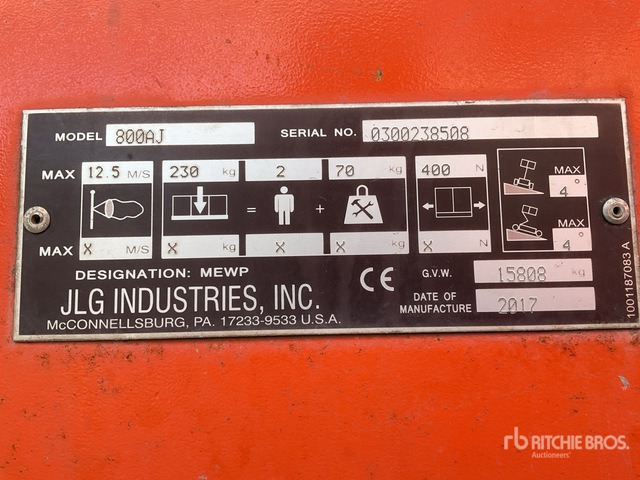 MODEL 800AJ SERIAL NO. 0300238508
MAX 12.5 M/S 230 kg 2 70 kg 400 N MAX 4°
= +
MAX X M/S X kg X X kg X N MAX 4°
DESIGNATION: MEWP
JLG INDUSTRIES, INC.
McCONNELLSBURG, PA. 17233-9533 U.S.A.
CE
G.V.W. 15808 kg
DATE OF MANUFACTURE 2017
1001187083 A
rb RITCHIE BROS.
Auctioneers